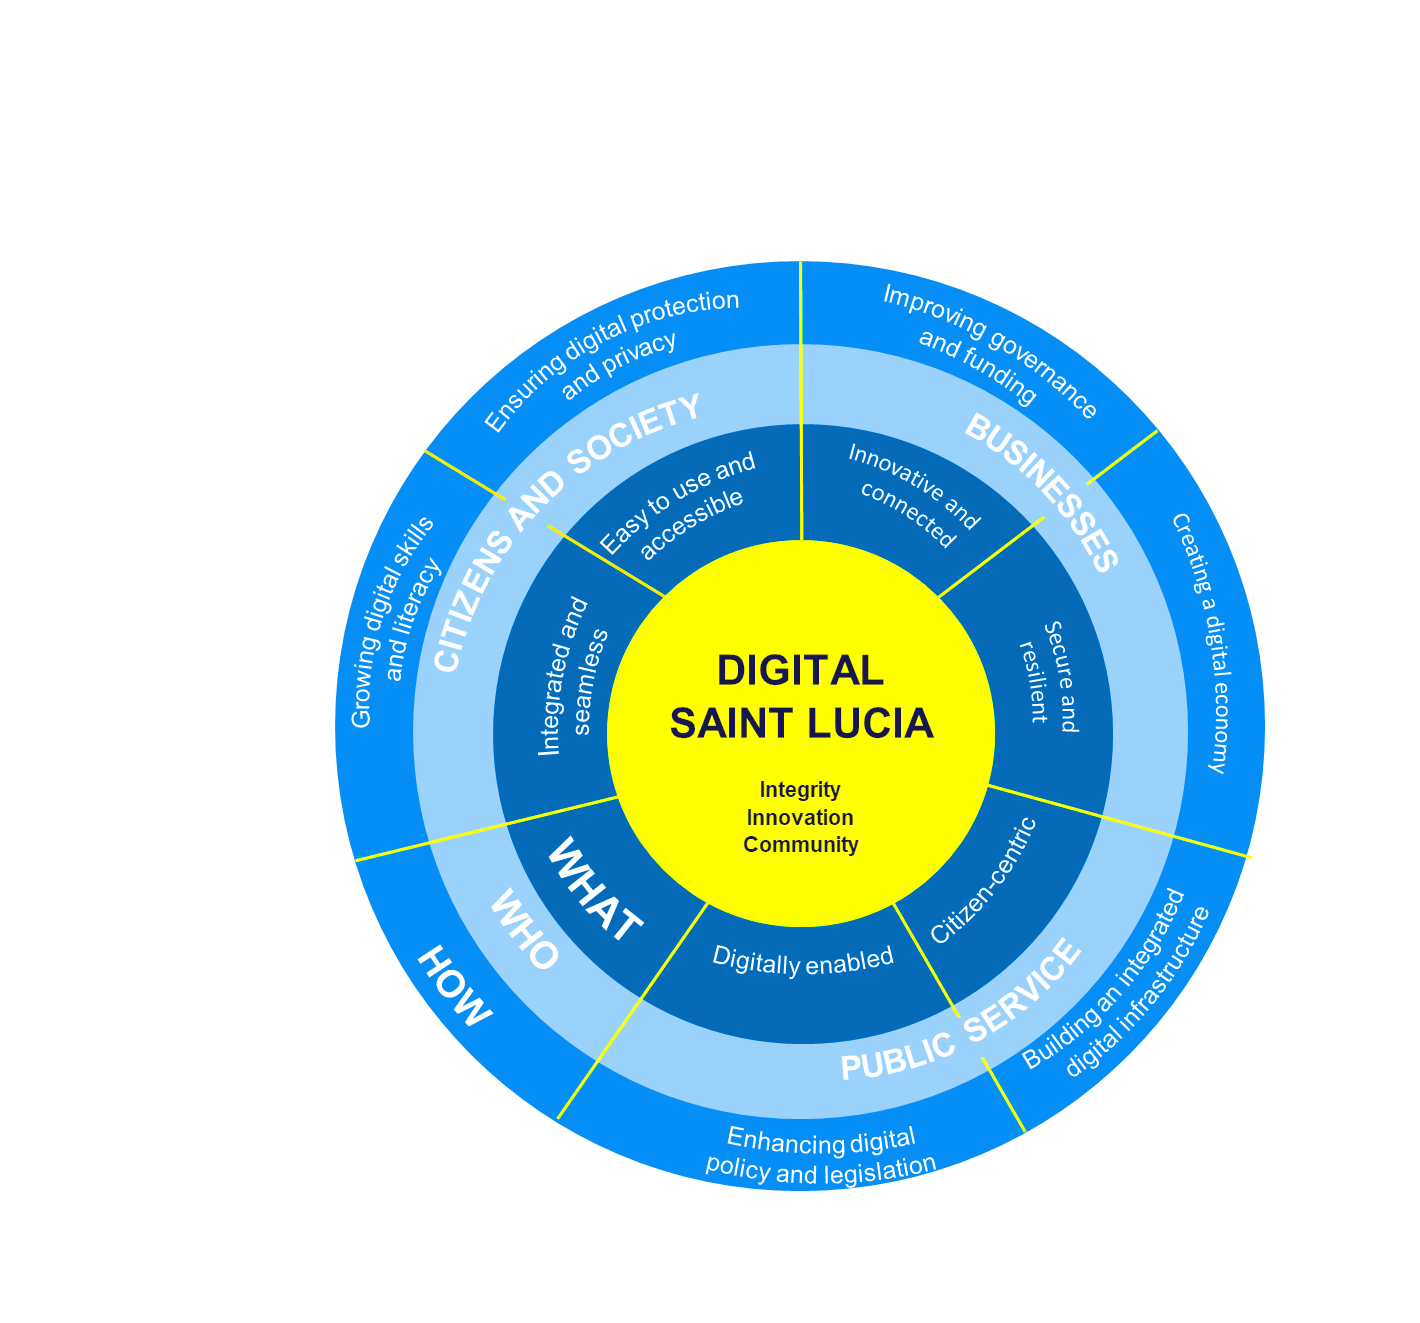 Ensuring digital protection
and privacy
Improving governance
and funding
Growing digital skills
and literacy
Creating a digital economy
CITIZENS AND SOCIETY
BUSINESSES
Easy to use and
accessible
Innovative and
connected
Integrated and
seamless
Secure and
resilient
DIGITAL
SAINT LUCIA
Integrity
Innovation
Community
WHAT
WHO
HOW
Digitally enabled
Citizen-centric
PUBLIC SERVICE
Building an integrated
digital infrastructure
Enhancing digital
policy and legislation